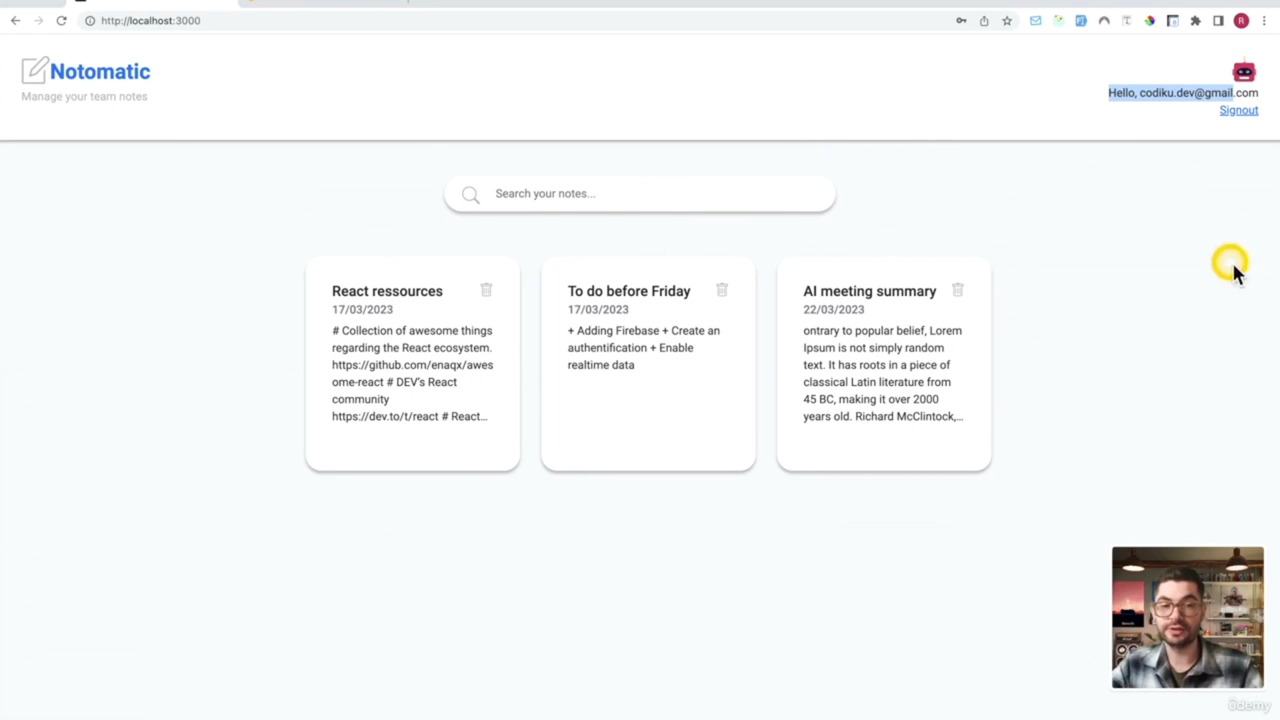 http://localhost:3000
R
Notomatic
Manage your team notes
Hello, codiku.dev@gmail.com
Signout
Search your notes...
React ressources
17/03/2023
# Collection of awesome things
regarding the React ecosystem.
https://github.com/enaqx/awes
ome-react # DEV's React
community
https://dev.to/t/react # React...
To do before Friday
17/03/2023
+ Adding Firebase + Create an
authentification + Enable
realtime data
AI meeting summary
22/03/2023
ontrary to popular belief, Lorem
Ipsum is not simply random
text. It has roots in a piece of
classical Latin literature from
45 BC, making it over 2000
years old. Richard McClintock,...
ûdemy